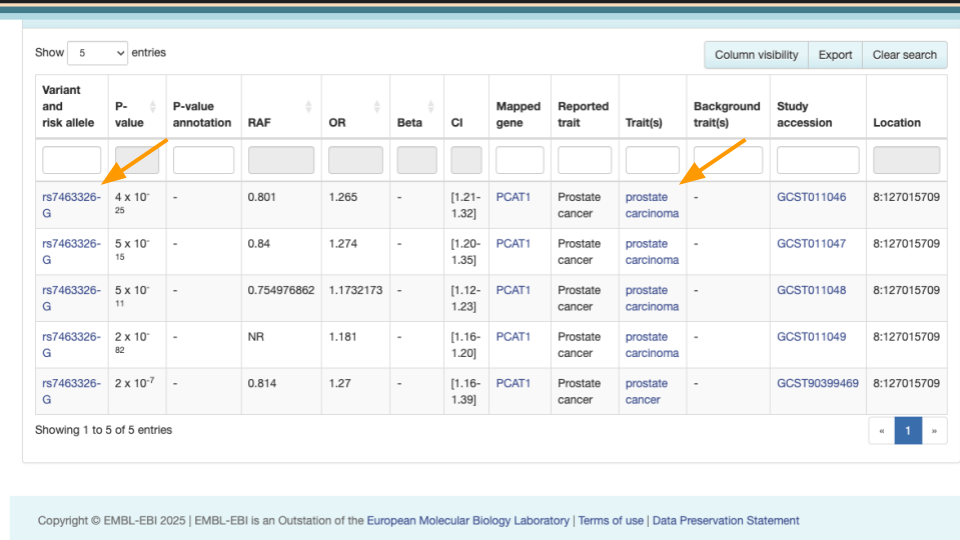 Show 5 entries
Column visibility Export Clear search
Variant and risk allele P-value P-value annotation RAF OR Beta CI Mapped gene Reported trait Trait(s) Background trait(s) Study accession Location
rs7463326-G 4 x 10-25 - 0.801 1.265 - [1.21-1.32] PCAT1 Prostate cancer prostate carcinoma - GCST011046 8:127015709
rs7463326-G 5 x 10-15 - 0.84 1.274 - [1.20-1.35] PCAT1 Prostate cancer prostate carcinoma - GCST011047 8:127015709
rs7463326-G 5 x 10-11 - 0.754976862 1.1732173 - [1.12-1.23] PCAT1 Prostate cancer prostate carcinoma - GCST011048 8:127015709
rs7463326-G 2 x 10-82 - NR 1.181 - [1.16-1.20] PCAT1 Prostate cancer prostate carcinoma - GCST011049 8:127015709
rs7463326-G 2 x 10-7 - 0.814 1.27 - [1.16-1.39] PCAT1 Prostate cancer prostate cancer - GCST90399469 8:127015709
Showing 1 to 5 of 5 entries
« 1 »
Copyright © EMBL-EBI 2025 | EMBL-EBI is an Outstation of the European Molecular Biology Laboratory | Terms of use | Data Preservation Statement